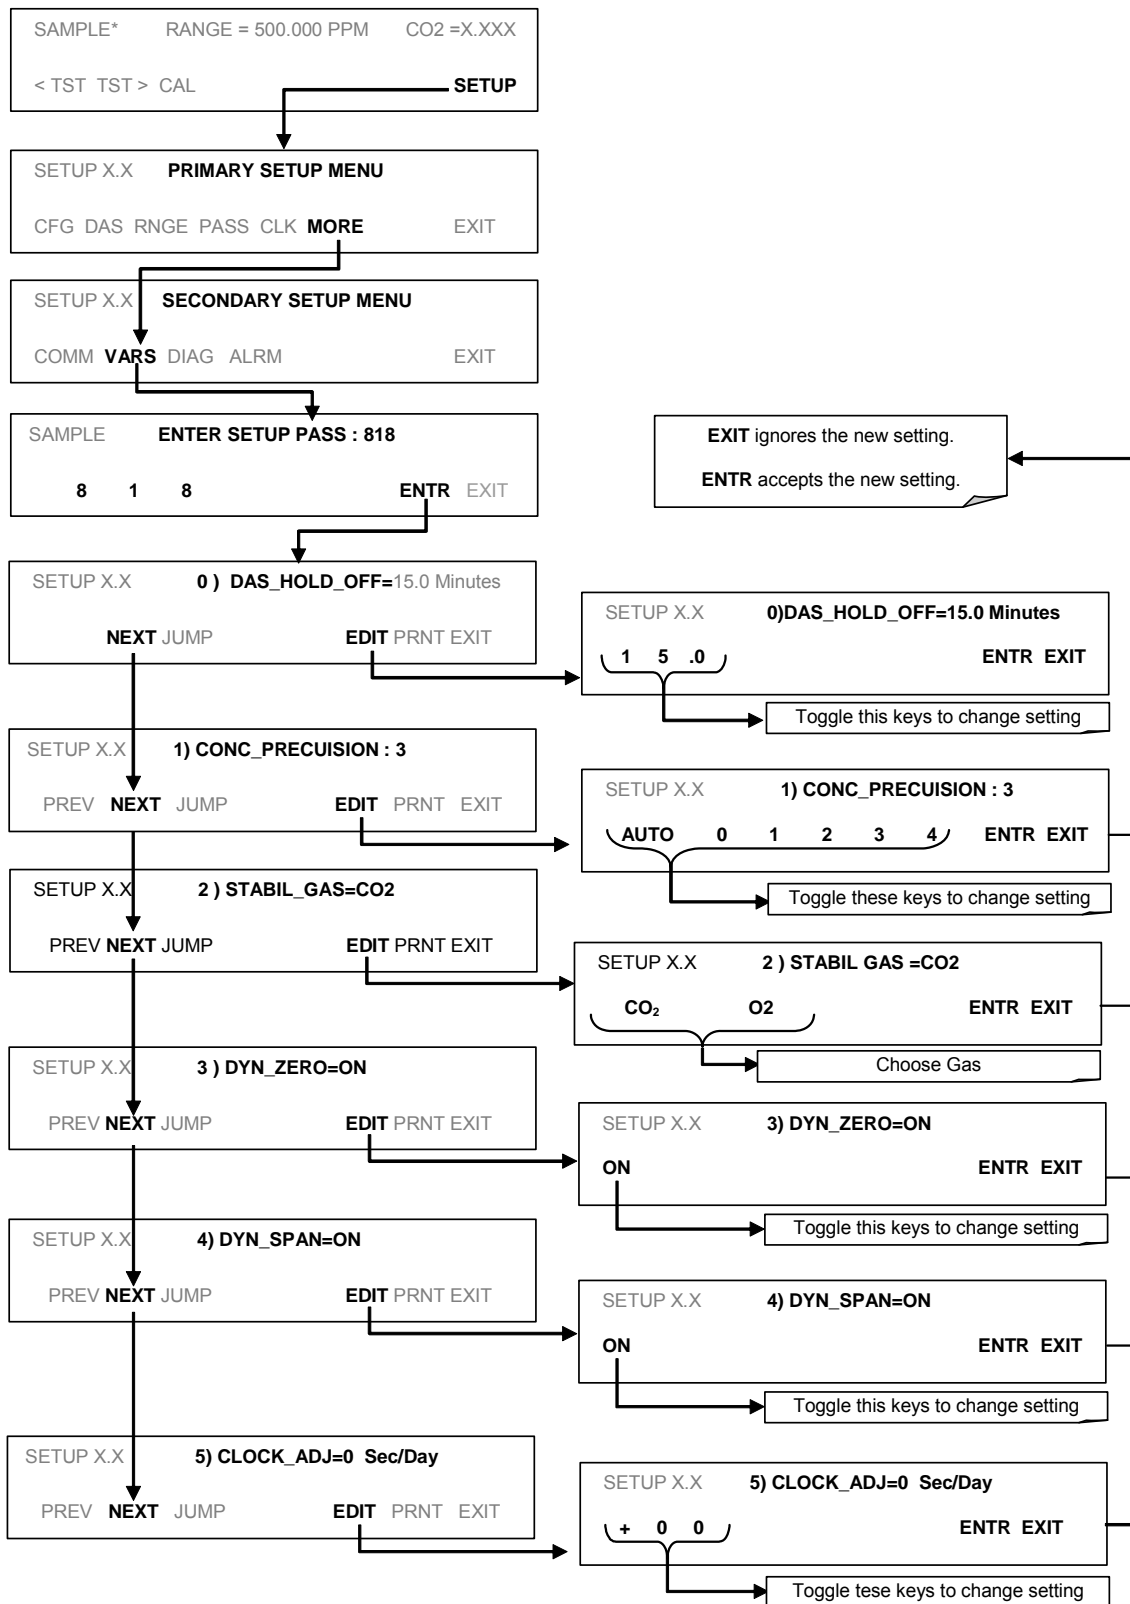 SAMPLE* RANGE = 500.000 PPM CO2 =X.XXX
< TST TST > CAL SETUP
SETUP X.X PRIMARY SETUP MENU
CFG DAS RNGE PASS CLK MORE EXIT
SETUP X.X SECONDARY SETUP MENU
COMM VARS DIAG ALRM EXIT
SAMPLE ENTER SETUP PASS : 818
8 1 8 ENTR EXIT
EXIT ignores the new setting.
ENTR accepts the new setting.
SETUP X.X 0 ) DAS_HOLD_OFF=15.0 Minutes
NEXT JUMP EDIT PRNT EXIT
SETUP X.X 0)DAS_HOLD_OFF=15.0 Minutes
1 5 .0 ENTR EXIT
Toggle this keys to change setting
SETUP X.X 1) CONC_PRECUISION : 3
PREV NEXT JUMP EDIT PRNT EXIT
SETUP X.X 1) CONC_PRECUISION : 3
AUTO 0 1 2 3 4 ENTR EXIT
Toggle these keys to change setting
SETUP X.X 2 ) STABIL_GAS=CO2
PREV NEXT JUMP EDIT PRNT EXIT
SETUP X.X 2 ) STABIL GAS =CO2
CO₂ O2 ENTR EXIT
Choose Gas
SETUP X.X 3 ) DYN_ZERO=ON
PREV NEXT JUMP EDIT PRNT EXIT
SETUP X.X 3) DYN_ZERO=ON
ON ENTR EXIT
Toggle this keys to change setting
SETUP X.X 4) DYN_SPAN=ON
PREV NEXT JUMP EDIT PRNT EXIT
SETUP X.X 4) DYN_SPAN=ON
ON ENTR EXIT
Toggle this keys to change setting
SETUP X.X 5) CLOCK_ADJ=0 Sec/Day
PREV NEXT JUMP EDIT PRNT EXIT
SETUP X.X 5) CLOCK_ADJ=0 Sec/Day
+ 0 0 ENTR EXIT
Toggle tese keys to change setting